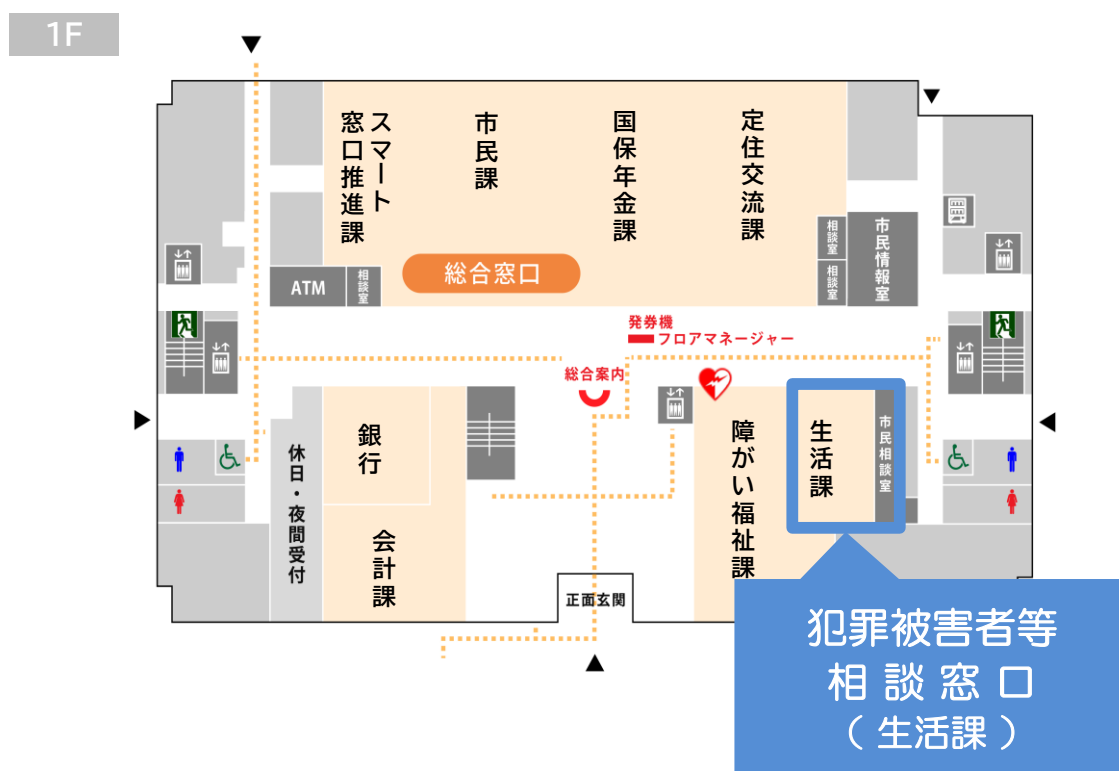 1F
スマート
窓口推進課
市民課
国保年金課
定住交流課
相談室
相談室
市民情報室
総合窓口
ATM
相談室
発券機
フロアマネージャー
総合案内
銀行
休日・夜間受付
会計課
障がい福祉課
生活課
市民相談室
正面玄関
犯罪被害者等
相談窓口
（生活課）